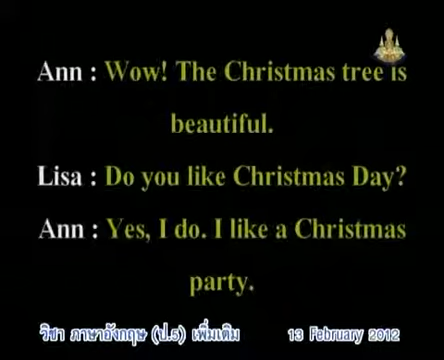 Ann : Wow! The Christmas tree is
beautiful.
Lisa : Do you like Christmas Day?
Ann : Yes, I do. I like a Christmas
party.
วิชา ภาษาอังกฤษ (ป.5) เพิ่มเติม 13 February 2012